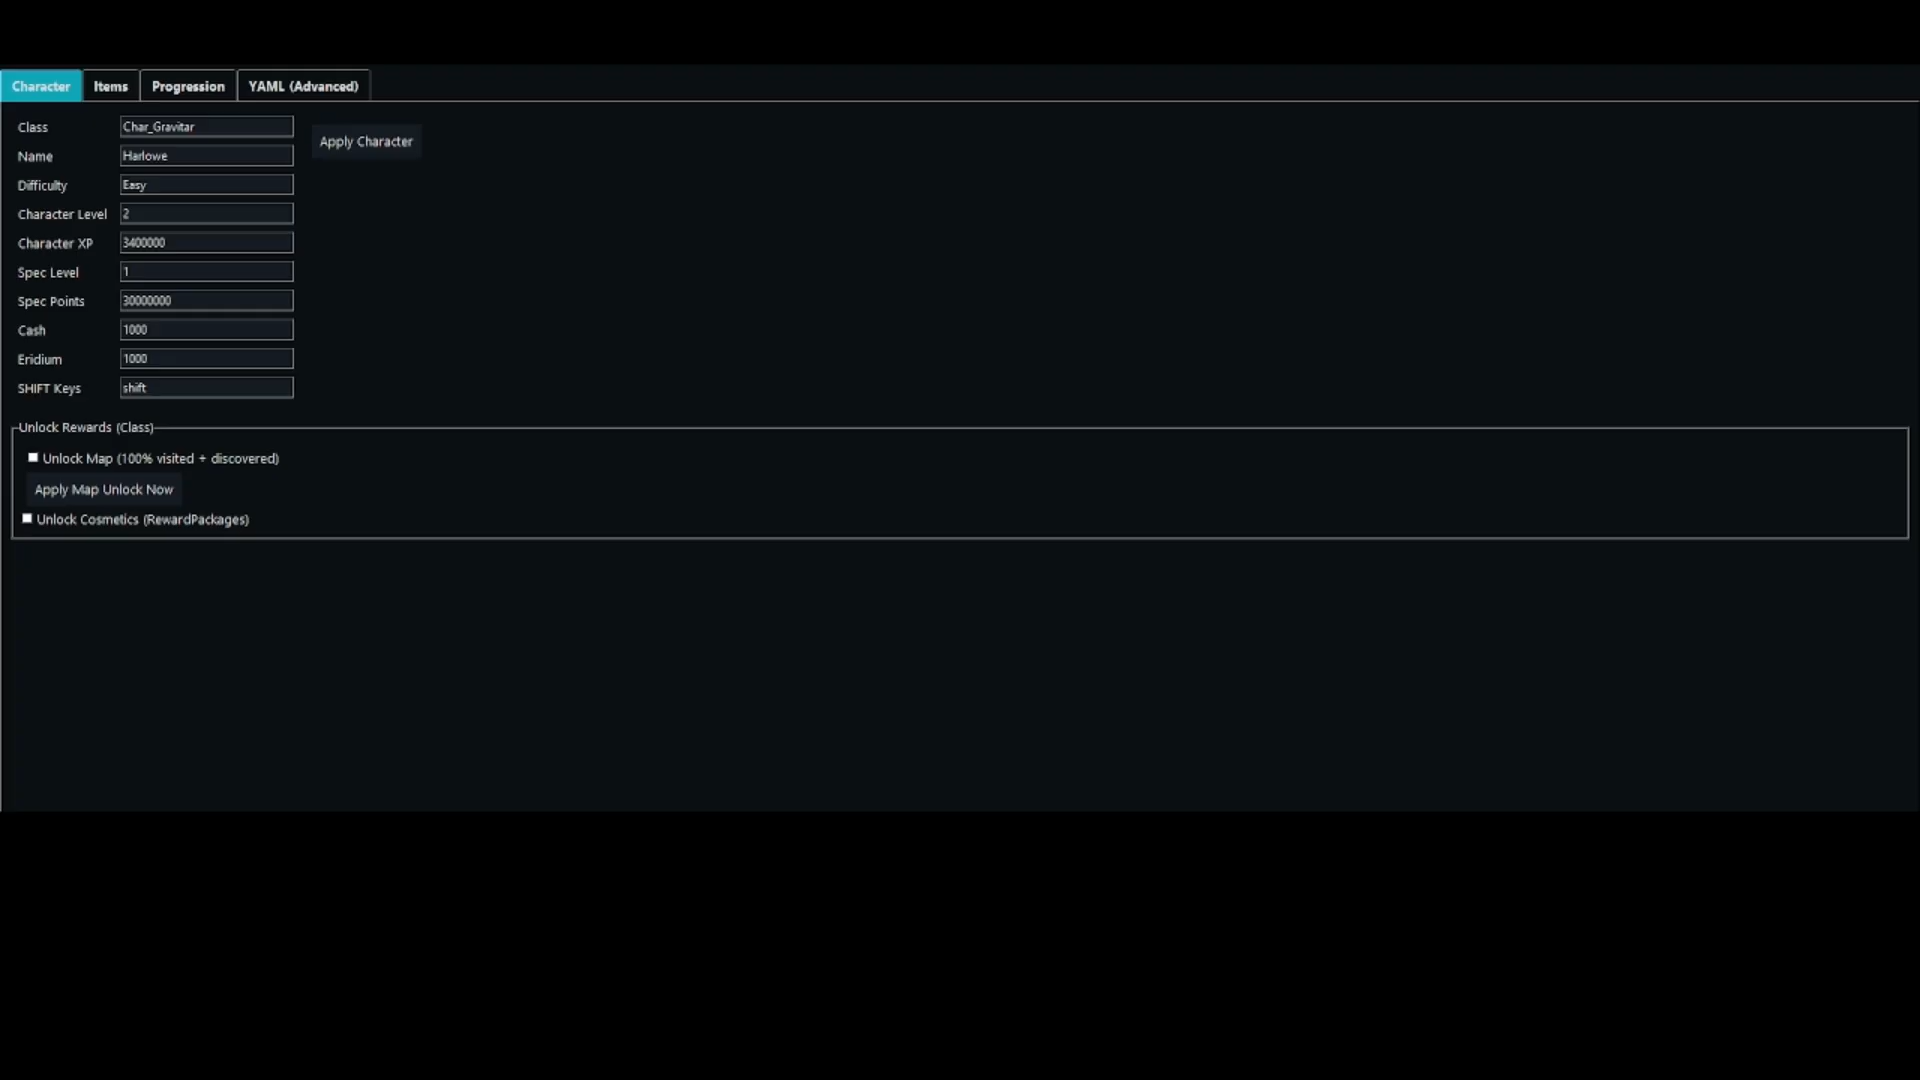 Character Items Progression YAML (Advanced)
Class Char_Gravitar
Apply Character
Name Harlowe
Difficulty Easy
Character Level 2
Character XP 3400000
Spec Level 1
Spec Points 30000000
Cash 1000
Eridium 1000
SHIFT Keys shift
Unlock Rewards (Class)
Unlock Map (100% visited + discovered)
Apply Map Unlock Now
Unlock Cosmetics (RewardPackages)